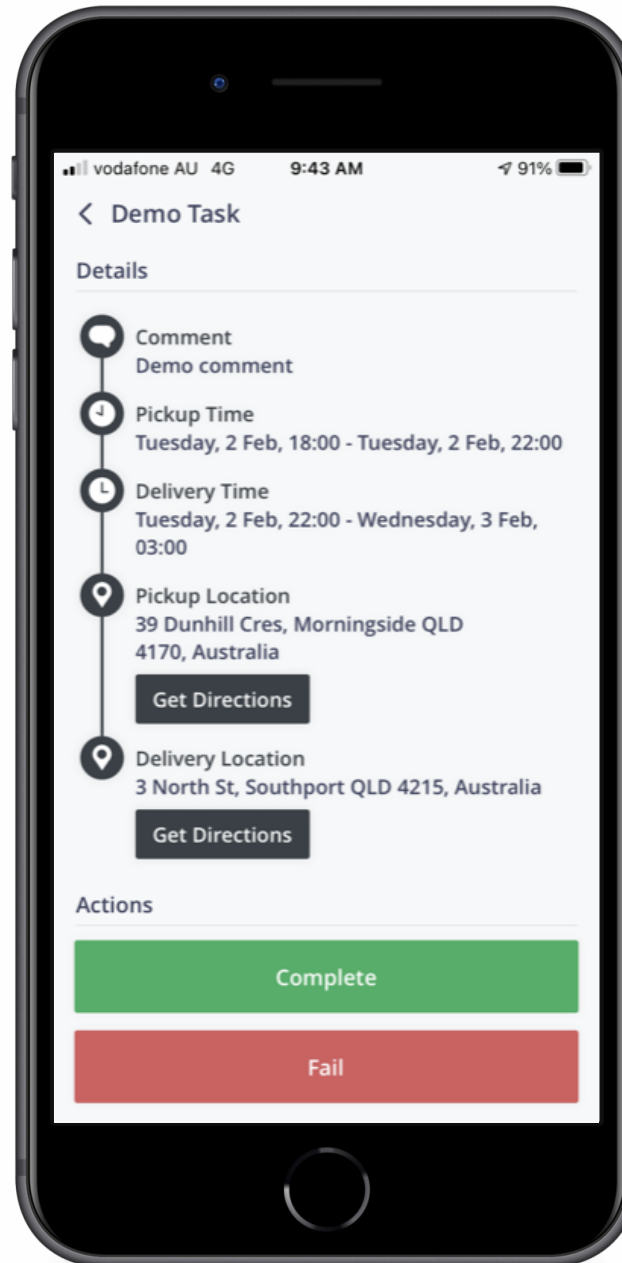 vodafone AU 4G 9:43 AM 91%
Demo Task
Details
Comment
Demo comment
Pickup Time
Tuesday, 2 Feb, 18:00 - Tuesday, 2 Feb, 22:00
Delivery Time
Tuesday, 2 Feb, 22:00 - Wednesday, 3 Feb,
03:00
Pickup Location
39 Dunhill Cres, Morningside QLD
4170, Australia
Get Directions
Delivery Location
3 North St, Southport QLD 4215, Australia
Get Directions
Actions
Complete
Fail